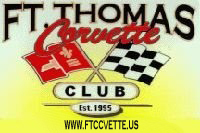 FT. THOMAS
Corvette
CLUB
Est. 1995
WWW.FTCCVETTE.US